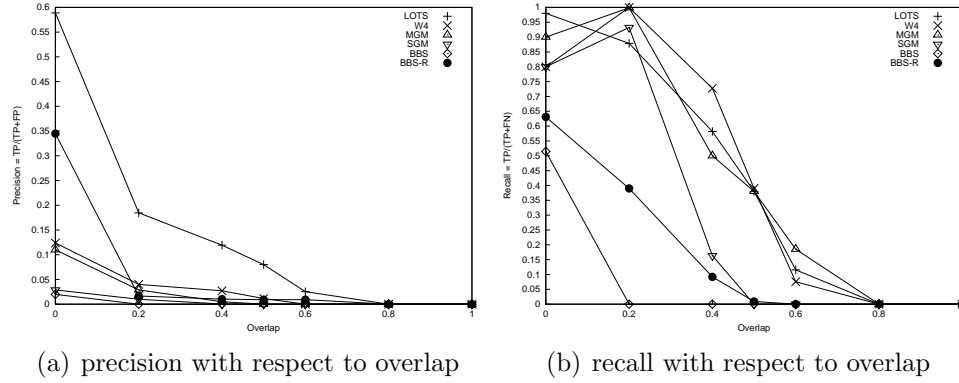 Precision = TP/(TP+FP)
0.6
0.55
0.5
0.45
0.4
0.35
0.3
0.25
0.2
0.15
0.1
0.05
0
0 0.2 0.4 0.6 0.8 1
Overlap
LOTS
W4
MGM
SGM
BBS
BBS-R
(a) precision with respect to overlap
Recall = TP/(TP+FN)
1
0.95
0.9
0.85
0.8
0.75
0.7
0.65
0.6
0.55
0.5
0.45
0.4
0.35
0.3
0.25
0.2
0.15
0.1
0.05
0
0 0.2 0.4 0.6 0.8
Overlap
LOTS
W4
MGM
SGM
BBS
BBS-R
(b) recall with respect to overlap